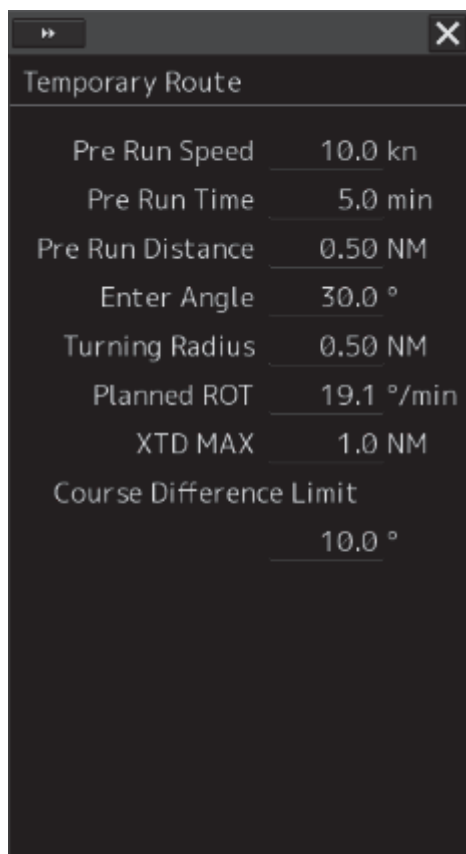 Temporary Route
Pre Run Speed 10.0 kn
Pre Run Time 5.0 min
Pre Run Distance 0.50 NM
Enter Angle 30.0 °
Turning Radius 0.50 NM
Planned ROT 19.1 °/min
XTD MAX 1.0 NM
Course Difference Limit
10.0 °